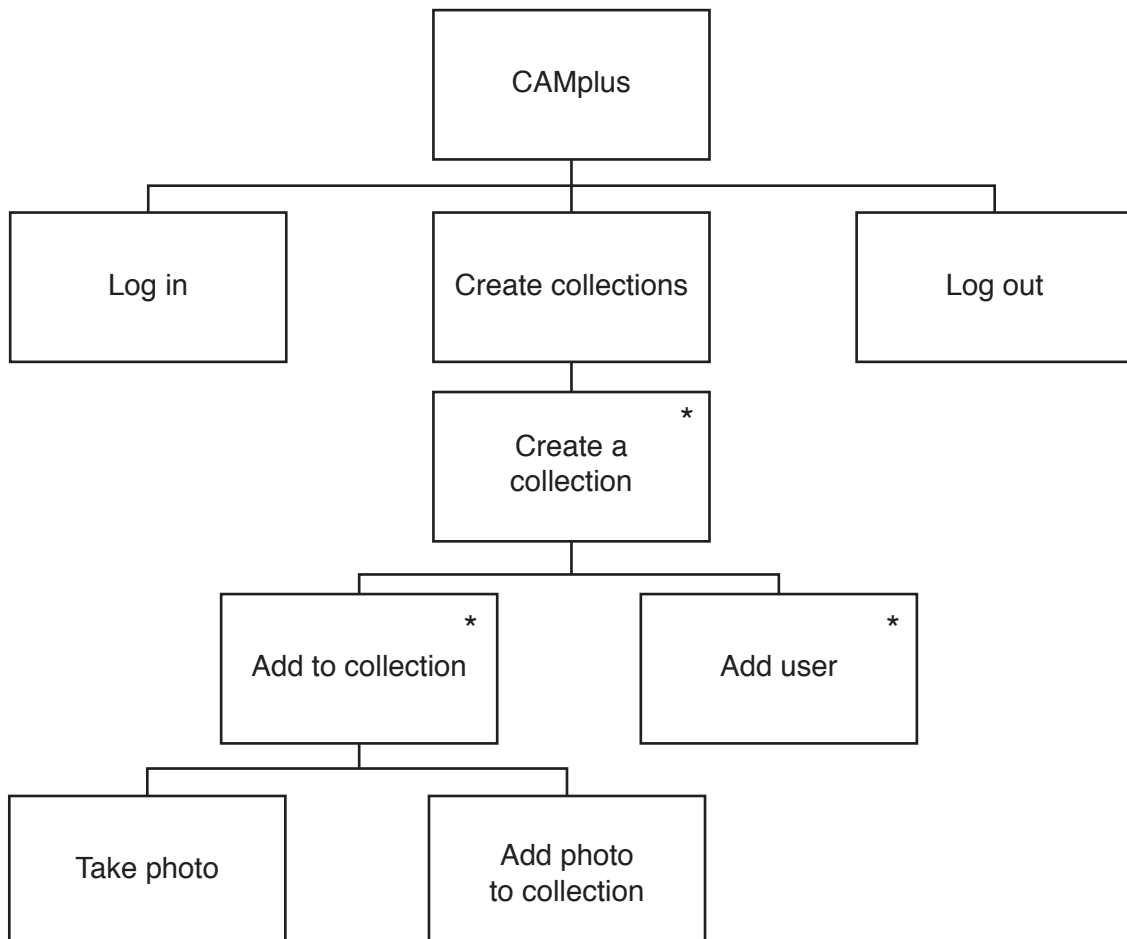 CAMplus
Log in
Create collections
Log out
*
Create a
collection
*
Add to collection
*
Add user
Take photo
Add photo
to collection